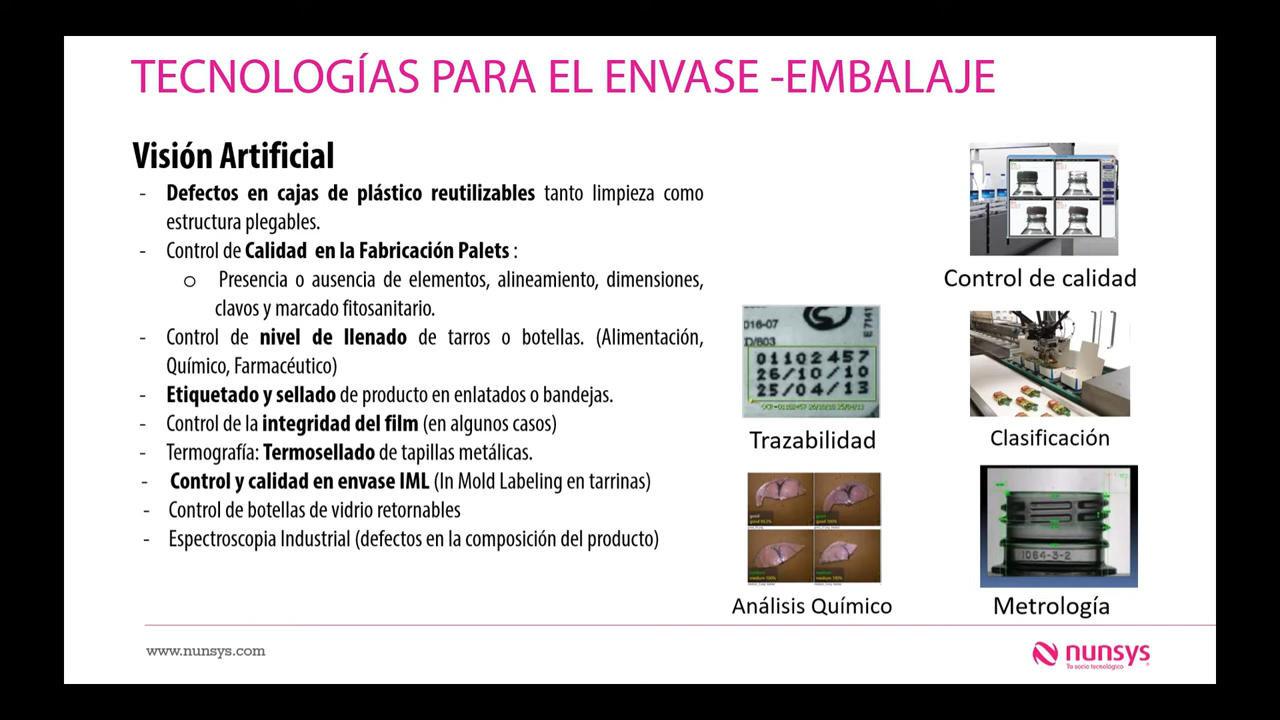 TECNOLOGÍAS PARA EL ENVASE -EMBALAJE
Visión Artificial
- Defectos en cajas de plástico reutilizables tanto limpieza como
estructura plegables.
- Control de Calidad en la Fabricación Palets :
o Presencia o ausencia de elementos, alineamiento, dimensiones,
clavos y marcado fitosanitario.
- Control de nivel de llenado de tarros o botellas. (Alimentación,
Químico, Farmacéutico)
- Etiquetado y sellado de producto en enlatados o bandejas.
- Control de la integridad del film (en algunos casos)
- Termografía: Termosellado de tapillas metálicas.
- Control y calidad en envase IML (In Mold Labeling en tarrinas)
- Control de botellas de vidrio retornables
- Espectroscopia Industrial (defectos en la composición del producto)
Control de calidad
016-07
D/803
E 7141
01102457
26/10/10
25/04/13
Trazabilidad
Clasificación
Análisis Químico
1064-3-2
Metrología
www.nunsys.com
nunsys
Tu socio tecnológico